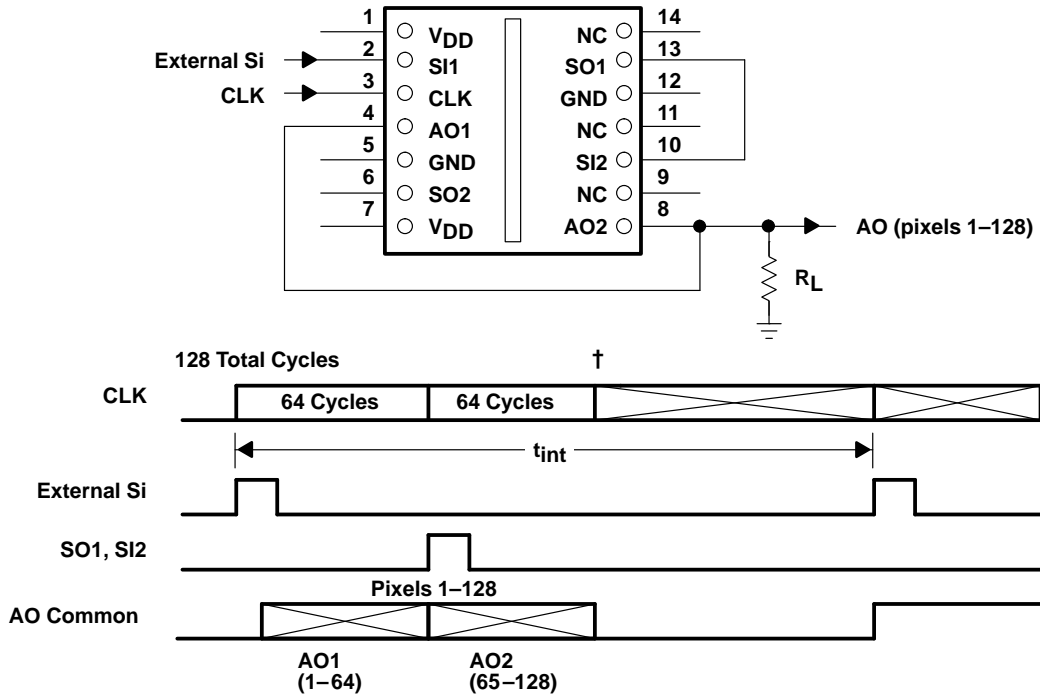 1 VDD NC 14
External Si 2 SI1 SO1 13
CLK 3 CLK GND 12
4 AO1 NC 11
5 GND SI2 10
6 SO2 NC 9
7 VDD AO2 8 AO (pixels 1–128)
RL
128 Total Cycles †
CLK 64 Cycles 64 Cycles
tint
External Si
SO1, SI2
Pixels 1–128
AO Common
AO1 AO2
(1–64) (65–128)